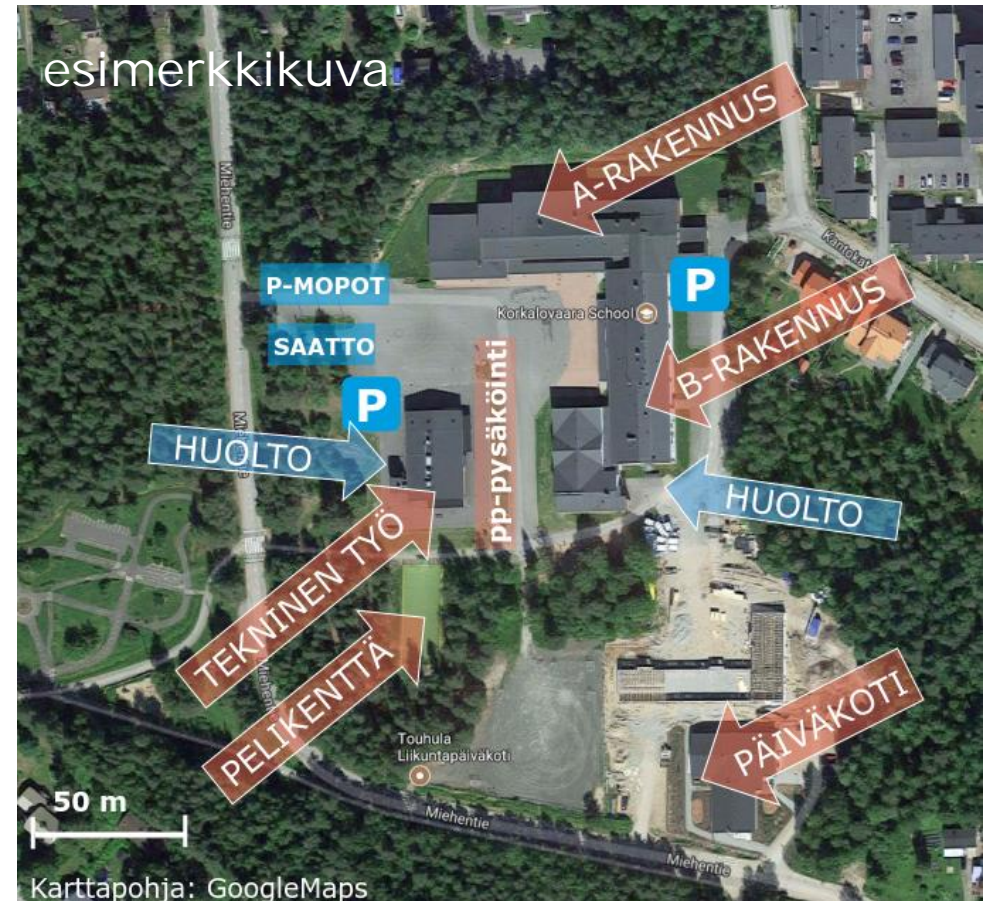 esimerkkikuva
A-RAKENNUS
Miehentie
P-MOPOT
P
Korkalovaara School
SAATTO
B-RAKENNUS
P
pp-pysäköinti
HUOLTO
HUOLTO
TEKNINEN TYÖ
PELIKENTTÄ
PÄIVÄKOTI
Touhula
Liikuntapäiväkoti
50 m
Miehentie
Miehentie
Karttapohja: GoogleMaps